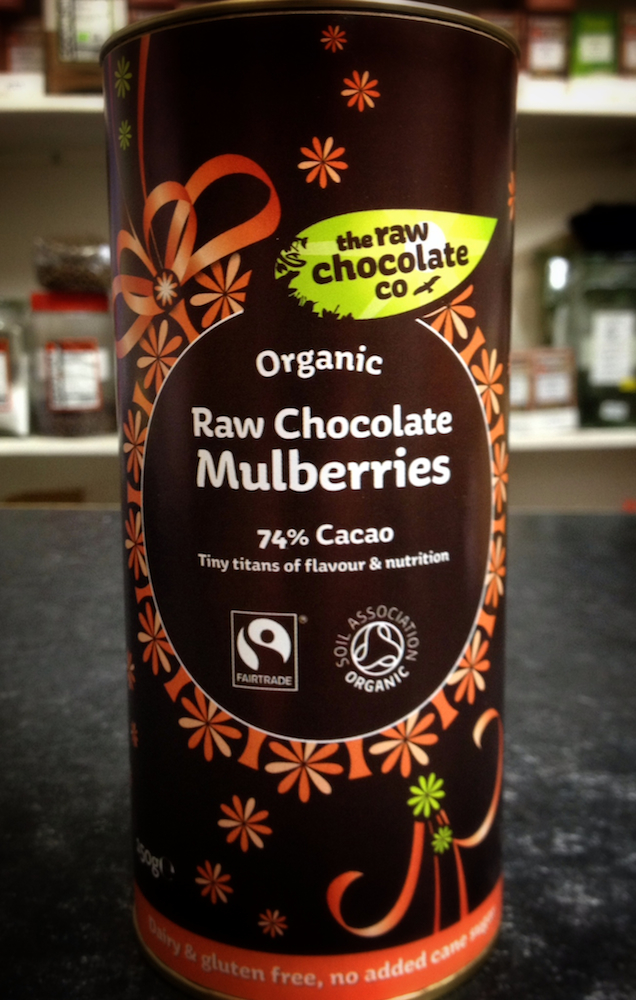 the raw
chocolate
co
Organic
Raw Chocolate
Mulberries
74% Cacao
Tiny titans of flavour & nutrition
FAIRTRADE
SOIL ASSOCIATION
ORGANIC
Dairy & gluten free, no added cane sugar